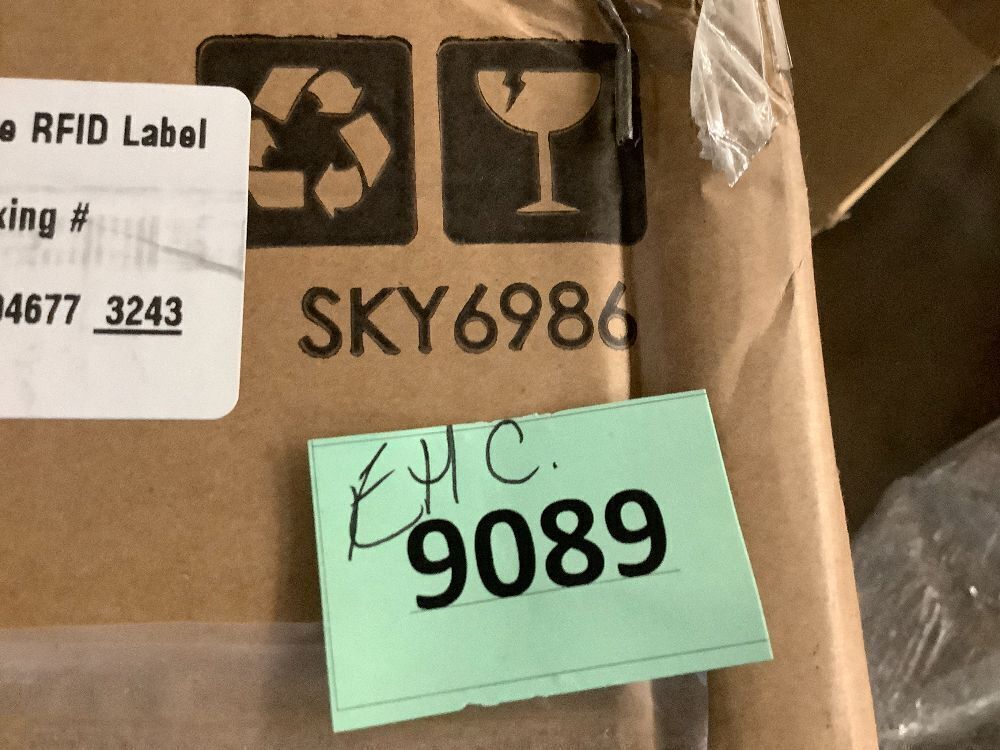 e RFID Label
king #
04677 3243
SKY6986
EHC.
9089